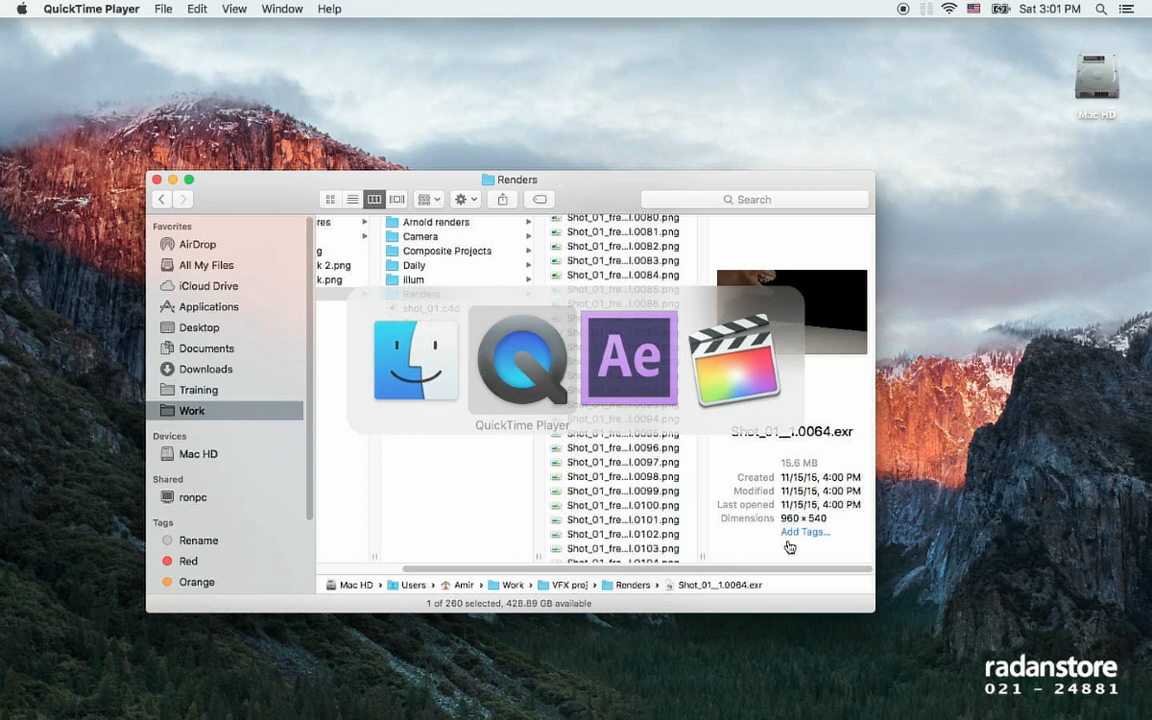 QuickTime Player File Edit View Window Help
Sat 3:01 PM
Mac HD
Renders
Search
Favorites
AirDrop
All My Files
iCloud Drive
Applications
Desktop
Documents
Downloads
Training
Work
Devices
Mac HD
Shared
ronpc
Tags
Rename
Red
Orange
res
g
k 2.png
k.png
Arnold renders
Camera
Composite Projects
Daily
illum
Renders
shot_01.c4d
Shot_01_fre...l.0080.png
Shot_01_fre...l.0081.png
Shot_01_fre...l.0082.png
Shot_01_fre...l.0083.png
Shot_01_fre...l.0084.png
Shot_01_fre...l.0096.png
Shot_01_fre...l.0097.png
Shot_01_fre...l.0098.png
Shot_01_fre...l.0099.png
Shot_01_fre...l.0100.png
Shot_01_fre...l.0101.png
Shot_01_fre...l.0102.png
Shot_01_fre...l.0103.png
Ae
QuickTime Player
Shot_01__1.0064.exr
15.6 MB
Created 11/15/15, 4:00 PM
Modified 11/15/15, 4:00 PM
Last opened 11/15/15, 4:00 PM
Dimensions 960 × 540
Add Tags...
Mac HD Users Amir Work VFX proj Renders Shot_01__1.0064.exr
1 of 260 selected, 428.89 GB available
radanstore
021 - 24881